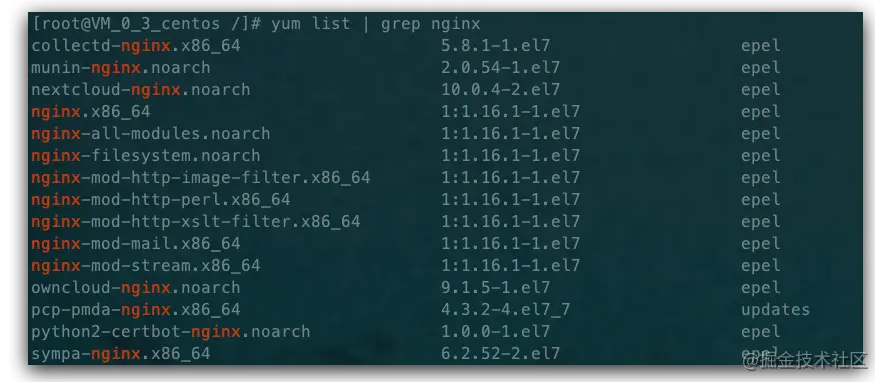 [root@VM_0_3_centos /]# yum list | grep nginx
collectd-nginx.x86_64 5.8.1-1.el7 epel
munin-nginx.noarch 2.0.54-1.el7 epel
nextcloud-nginx.noarch 10.0.4-2.el7 epel
nginx.x86_64 1:1.16.1-1.el7 epel
nginx-all-modules.noarch 1:1.16.1-1.el7 epel
nginx-filesystem.noarch 1:1.16.1-1.el7 epel
nginx-mod-http-image-filter.x86_64 1:1.16.1-1.el7 epel
nginx-mod-http-perl.x86_64 1:1.16.1-1.el7 epel
nginx-mod-http-xslt-filter.x86_64 1:1.16.1-1.el7 epel
nginx-mod-mail.x86_64 1:1.16.1-1.el7 epel
nginx-mod-stream.x86_64 1:1.16.1-1.el7 epel
owncloud-nginx.noarch 9.1.5-1.el7 epel
pcp-pmda-nginx.x86_64 4.3.2-4.el7_7 updates
python2-certbot-nginx.noarch 1.0.0-1.el7 epel
sympa-nginx.x86_64 6.2.52-2.el7 epel
@掘金技术社区